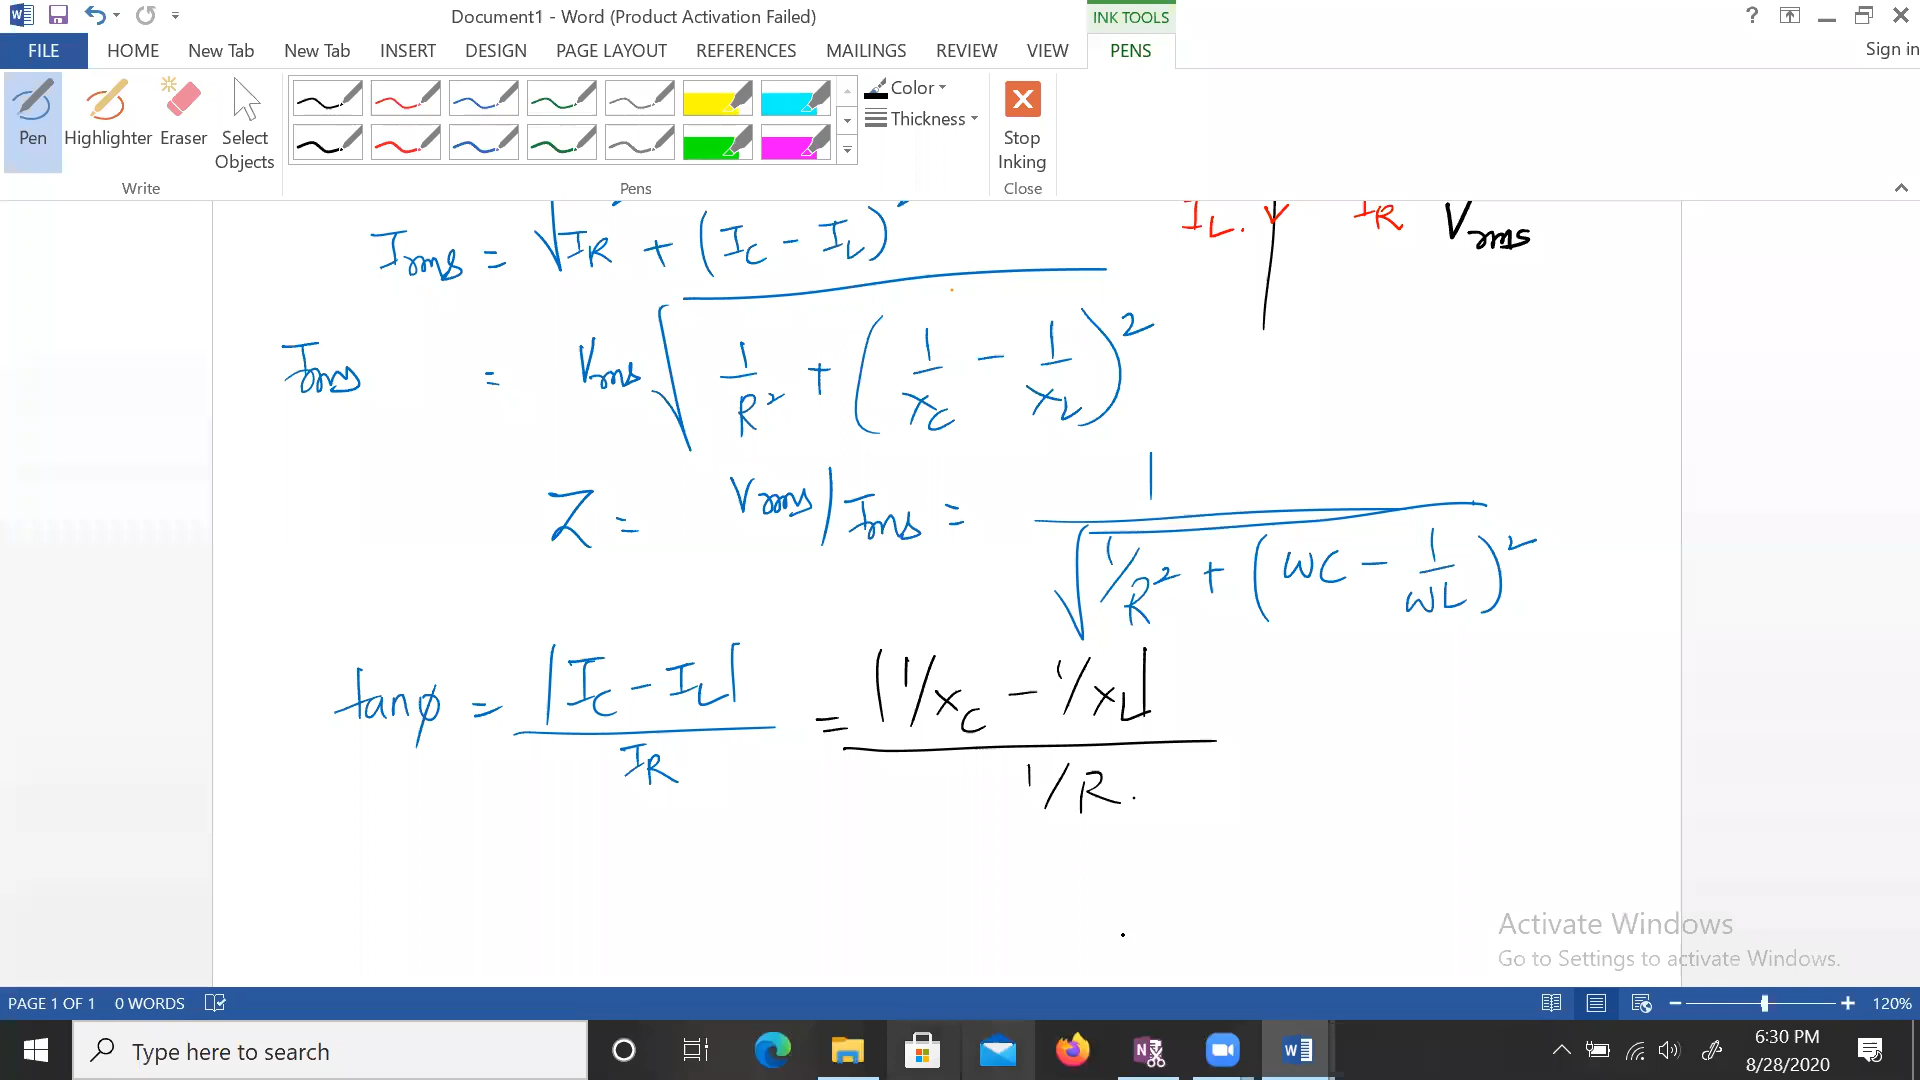 Document1 - Word (Product Activation Failed)
INK TOOLS
FILE HOME New Tab New Tab INSERT DESIGN PAGE LAYOUT REFERENCES MAILINGS REVIEW VIEW PENS Sign in
Pen Highlighter Eraser Select Objects
Color
Thickness
Stop Inking
Write Pens Close
Irms = √IR² + (IC - IL)²
IL. IR Vrms
Irms = Vrms √1/R² + (1/XC - 1/XL)²
Z = Vrms/Irms = 1/√1/R² + (ωC - 1/ωL)²
tanφ = |IC - IL|/IR = |1/XC - 1/XL|/1/R.
Activate Windows
Go to Settings to activate Windows.
PAGE 1 OF 1 0 WORDS 120%
Type here to search
6:30 PM
8/28/2020